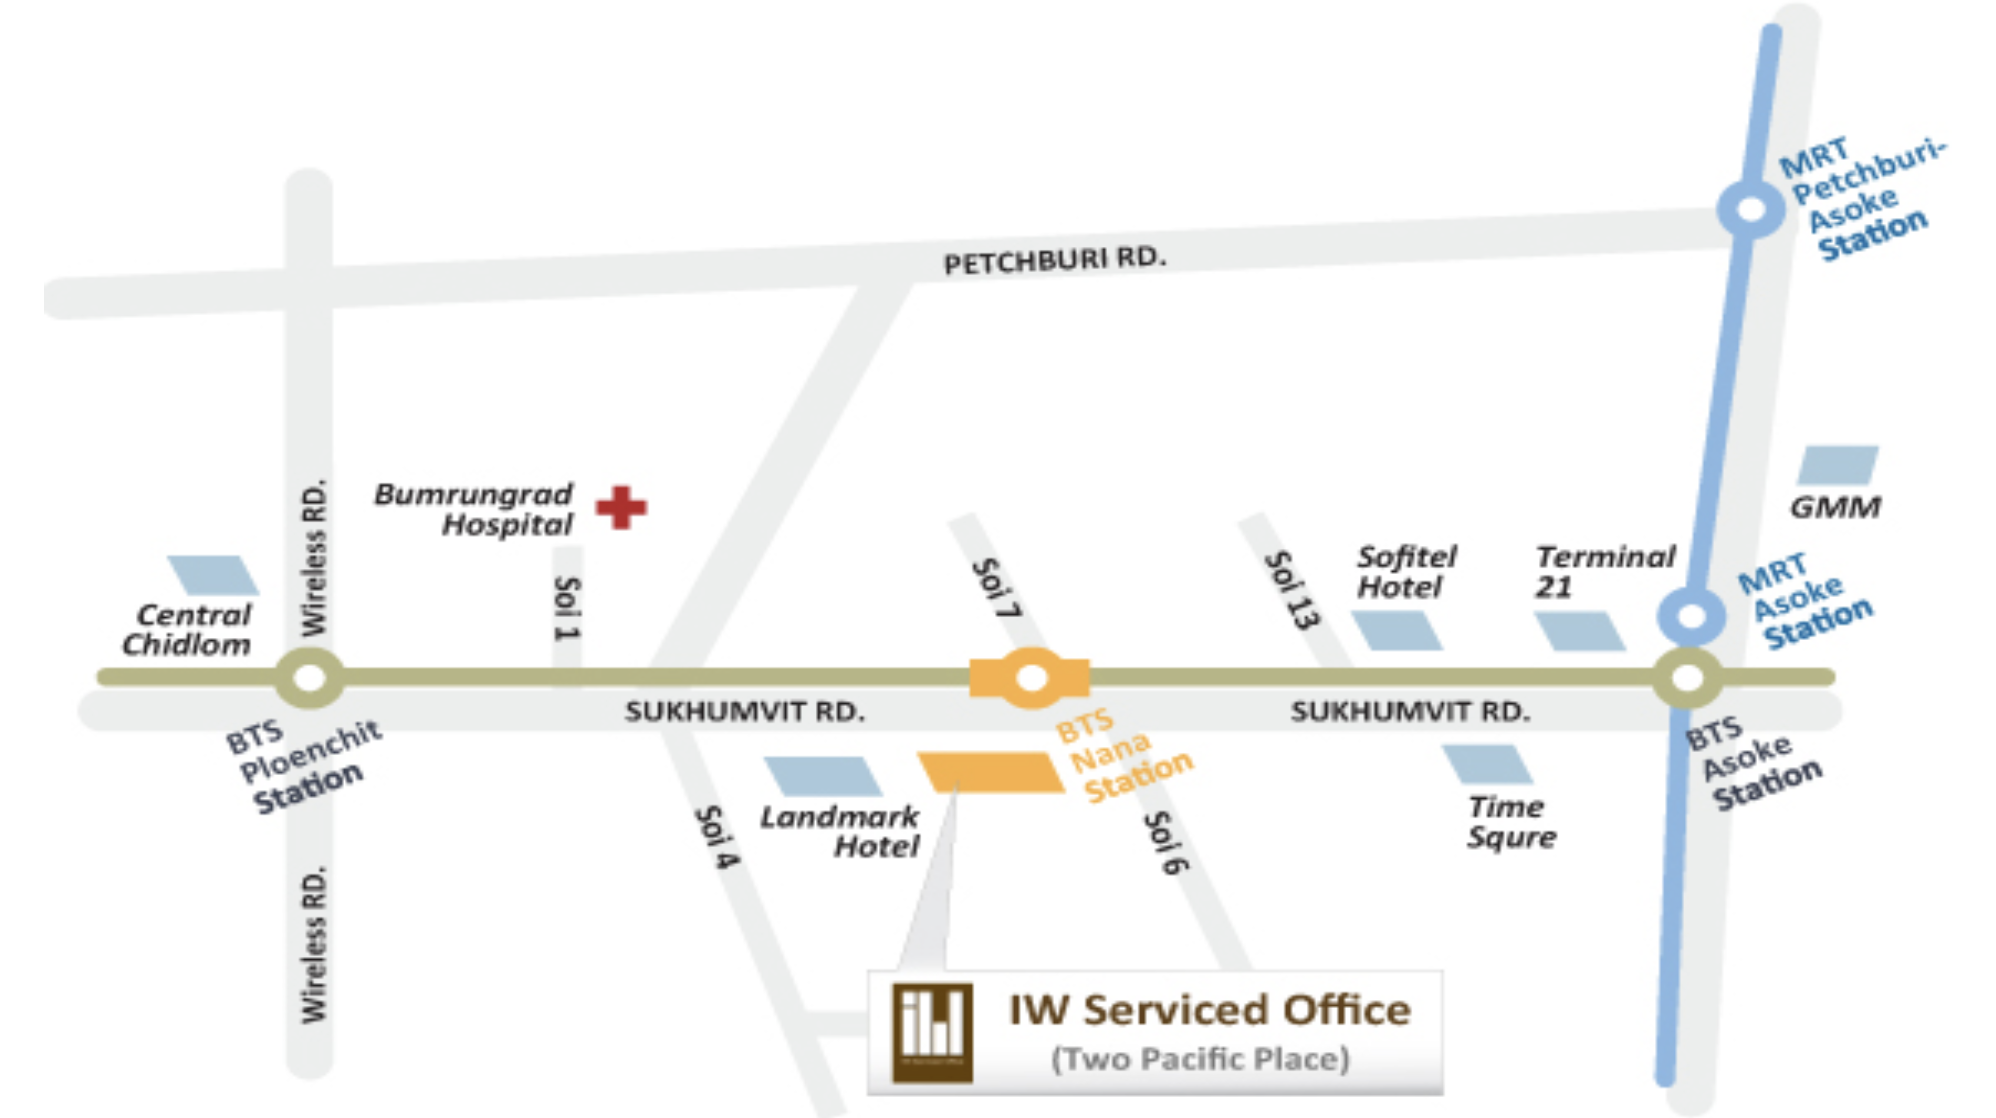 MRT
Petchburi-
Asoke
Station
PETCHBURI RD.
Wireless RD.
Bumrungrad
Hospital
GMM
Central
Chidlom
Soi 1
Soi 7
Soi 13
Sofitel
Hotel
Terminal
21
MRT
Asoke
Station
SUKHUMVIT RD.
SUKHUMVIT RD.
BTS
Ploenchit
Station
BTS
Nana
Station
BTS
Asoke
Station
Landmark
Hotel
Soi 4
Soi 6
Time
Squre
Wireless RD.
IW Serviced Office
(Two Pacific Place)